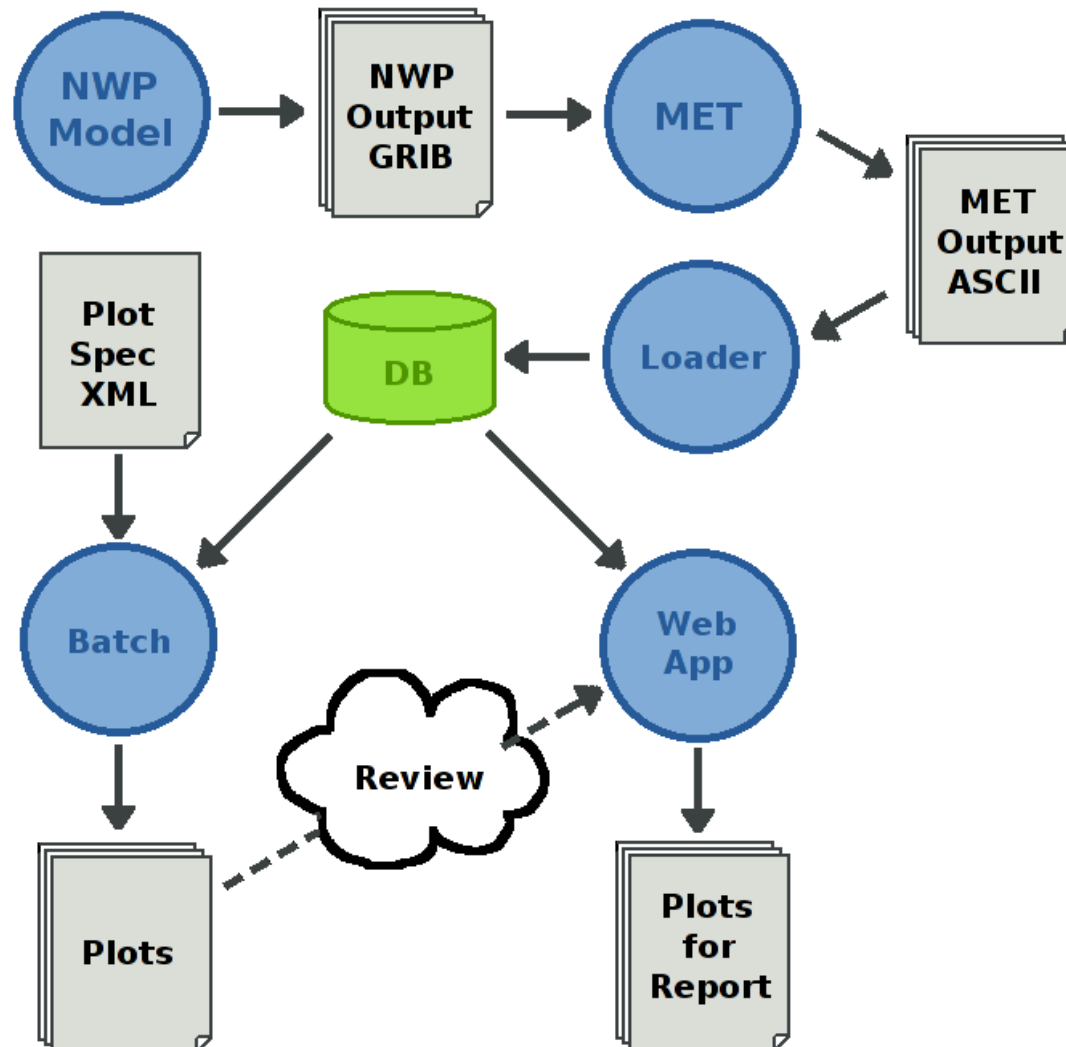 NWP
Model
NWP
Output
GRIB
MET
MET
Output
ASCII
Plot
Spec
XML
DB
Loader
Batch
Web
App
Review
Plots
Plots
for
Report